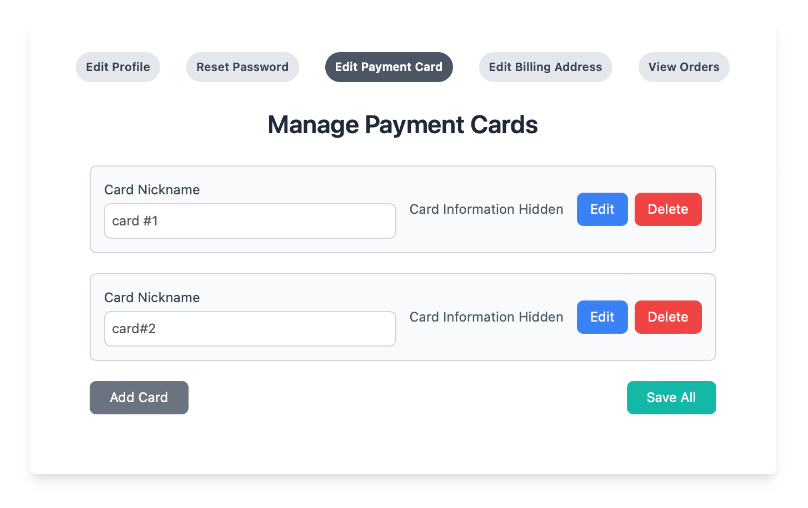 Edit Profile Reset Password Edit Payment Card Edit Billing Address View Orders
Manage Payment Cards
Card Nickname
card #1 Card Information Hidden Edit Delete
Card Nickname
card#2 Card Information Hidden Edit Delete
Add Card Save All